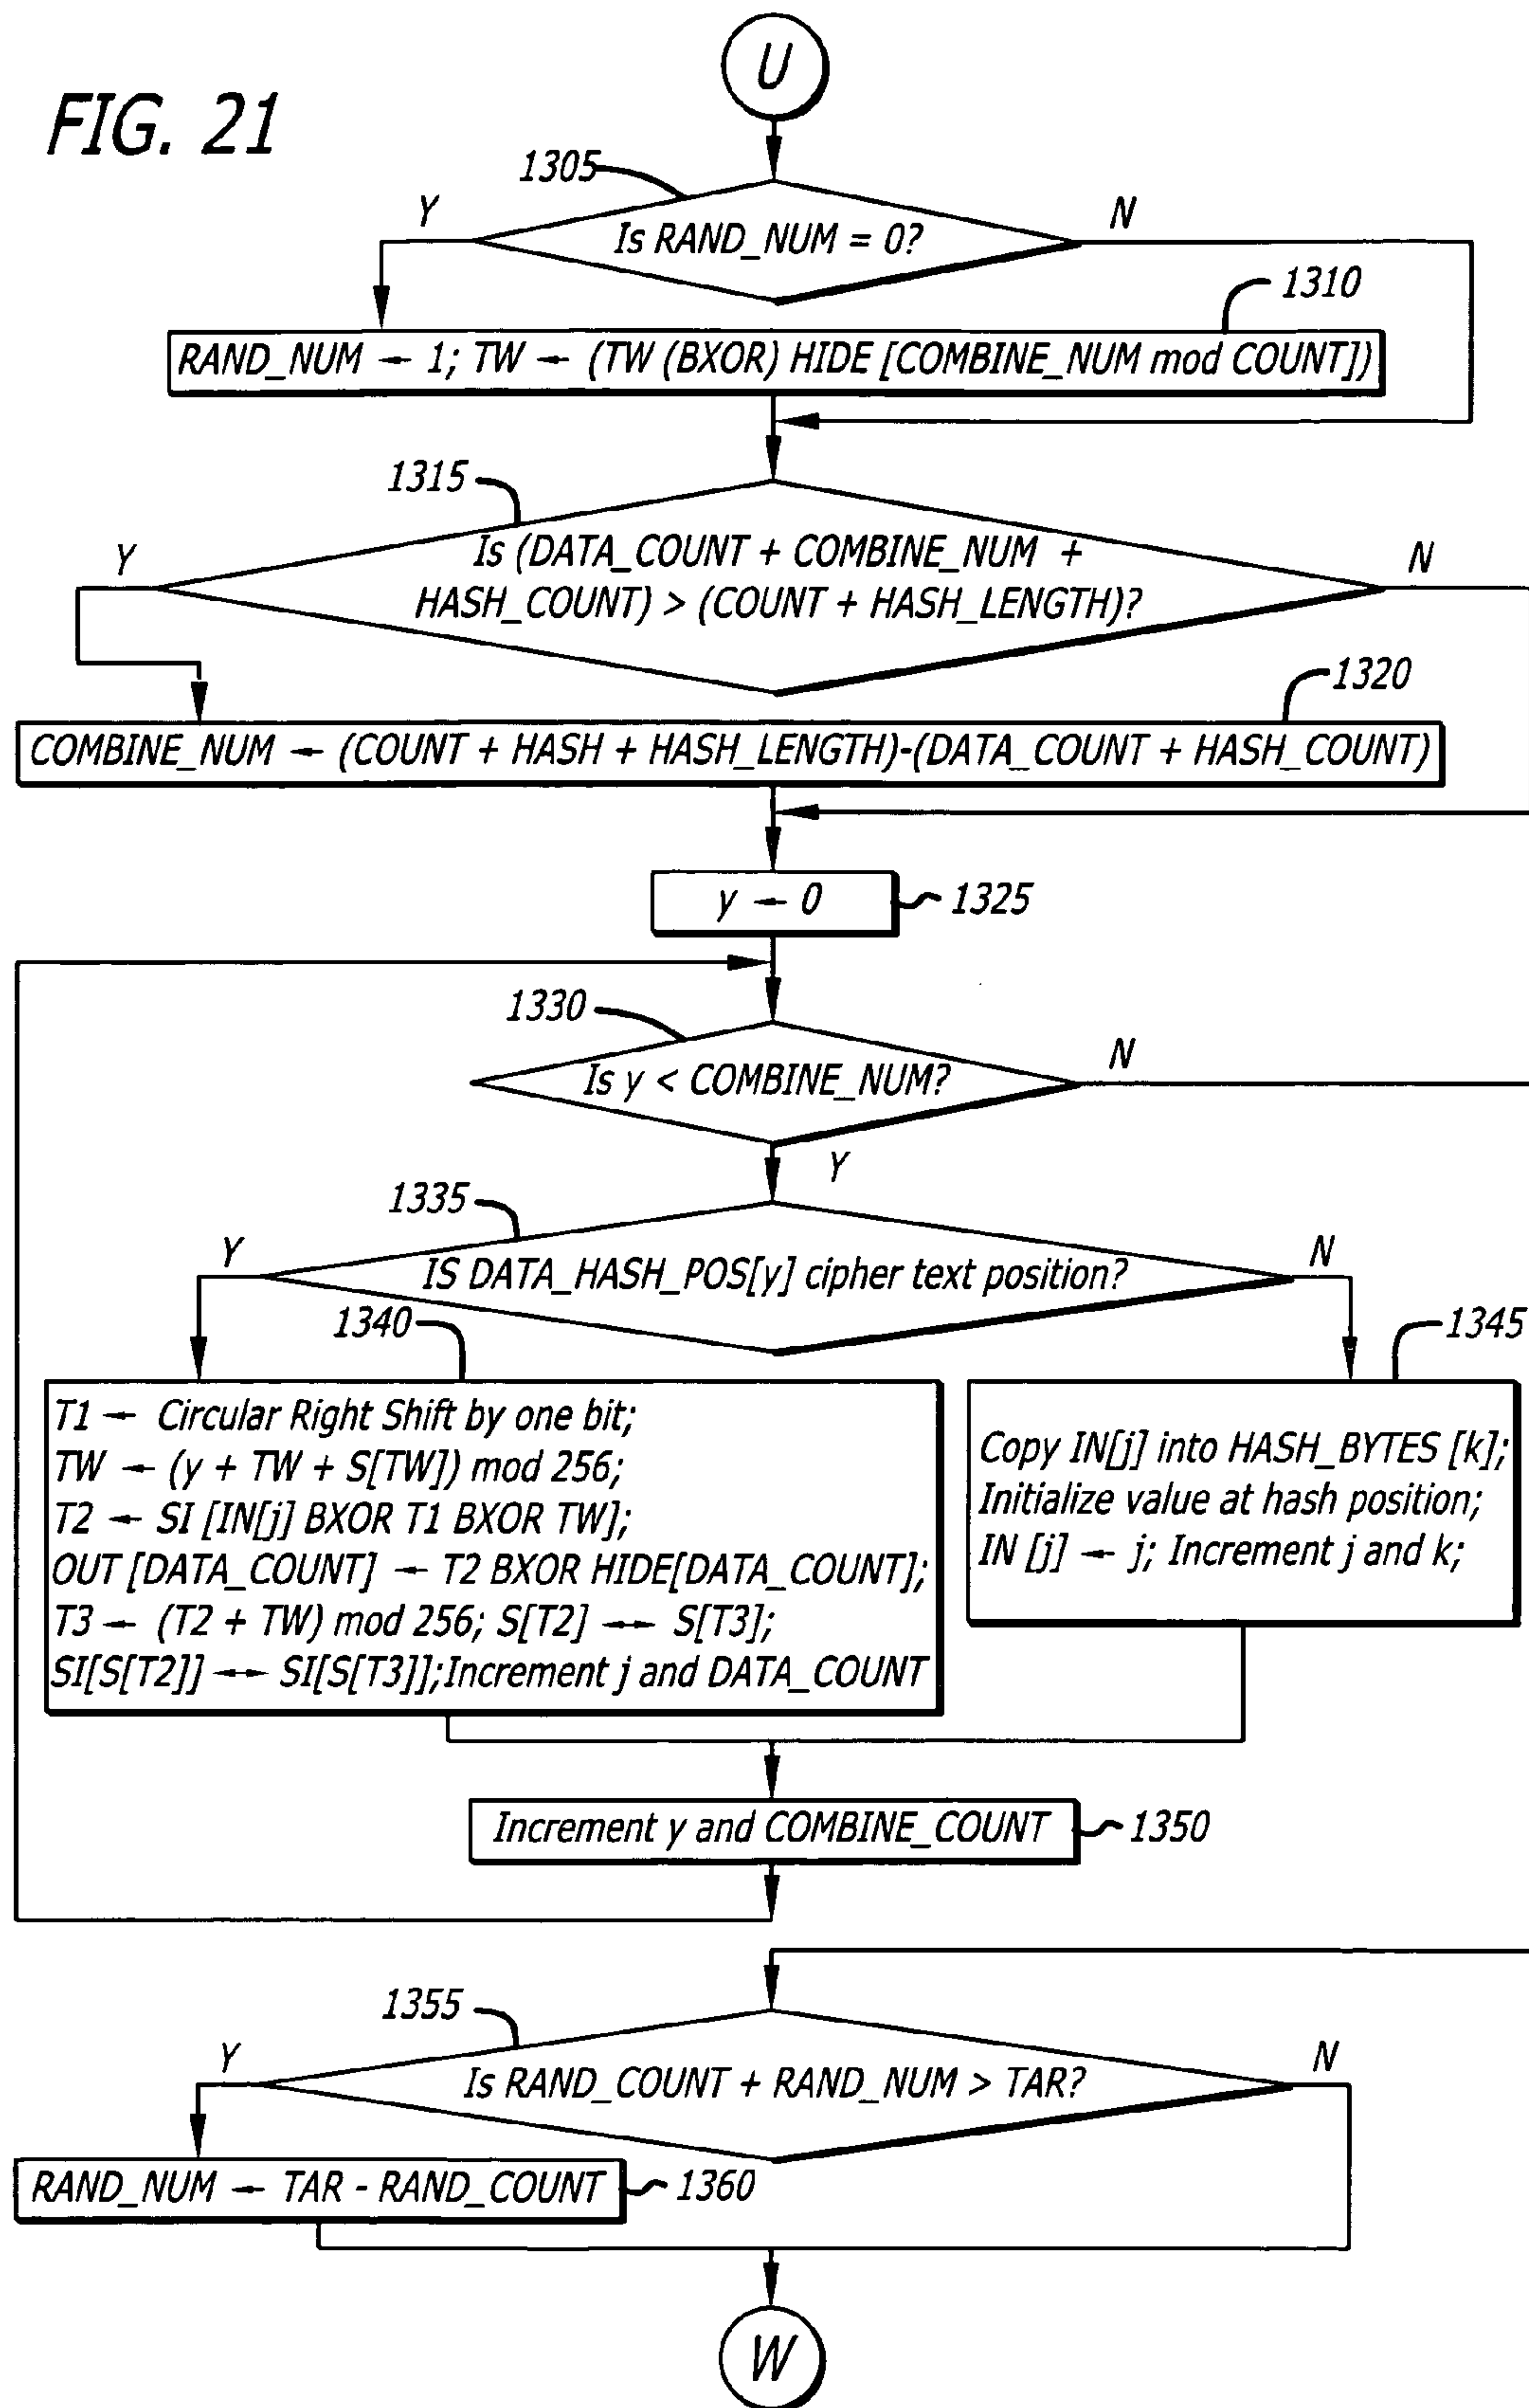 U
FIG. 21
1305
Y
N
Is RAND_NUM = 0?
1310
RAND_NUM ← 1; TW ← (TW (BXOR) HIDE [COMBINE_NUM mod COUNT])
1315
Y
N
Is (DATA_COUNT + COMBINE_NUM +
HASH_COUNT) > (COUNT + HASH_LENGTH)?
1320
COMBINE_NUM ← (COUNT + HASH + HASH_LENGTH)-(DATA_COUNT + HASH_COUNT)
y ← 0
1325
1330
N
Is y < COMBINE_NUM?
Y
1335
Y
N
IS DATA_HASH_POS[y] cipher text position?
1340
1345
T1 ← Circular Right Shift by one bit;
TW ← (y + TW + S[TW]) mod 256;
T2 ← SI [IN[j] BXOR T1 BXOR TW];
OUT [DATA_COUNT] ← T2 BXOR HIDE[DATA_COUNT];
T3 ← (T2 + TW) mod 256; S[T2] ↔ S[T3];
SI[S[T2]] ↔ SI[S[T3]];Increment j and DATA_COUNT
Copy IN[j] into HASH_BYTES [k];
Initialize value at hash position;
IN [j] ← j; Increment j and k;
Increment y and COMBINE_COUNT
1350
1355
Y
N
Is RAND_COUNT + RAND_NUM > TAR?
RAND_NUM ← TAR - RAND_COUNT
1360
W